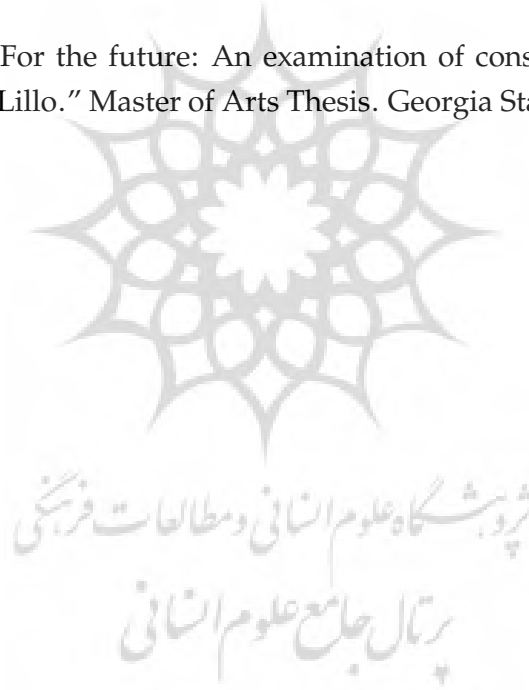 For the future: An examination of cons
Lillo.” Master of Arts Thesis. Georgia Sta
پژوهشگاه علوم انسانی و مطالعات فرهنگی
پرتال جامع علوم انسانی